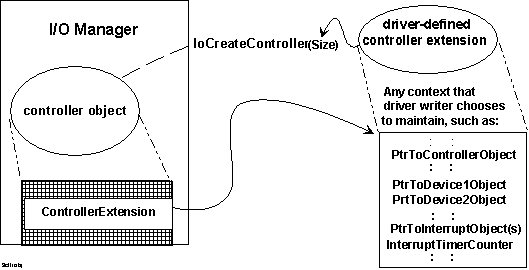 I/O Manager
IoCreateController(Size)
driver-defined
controller extension
controller object
Any context that
driver writer chooses
to maintain, such as:
: :
PtrToControllerObject
: :
PtrToDevice1Object
PrtToDevice2Object
: :
PtrToInterruptObject(s)
InterruptTimerCounter
: :
ControllerExtension